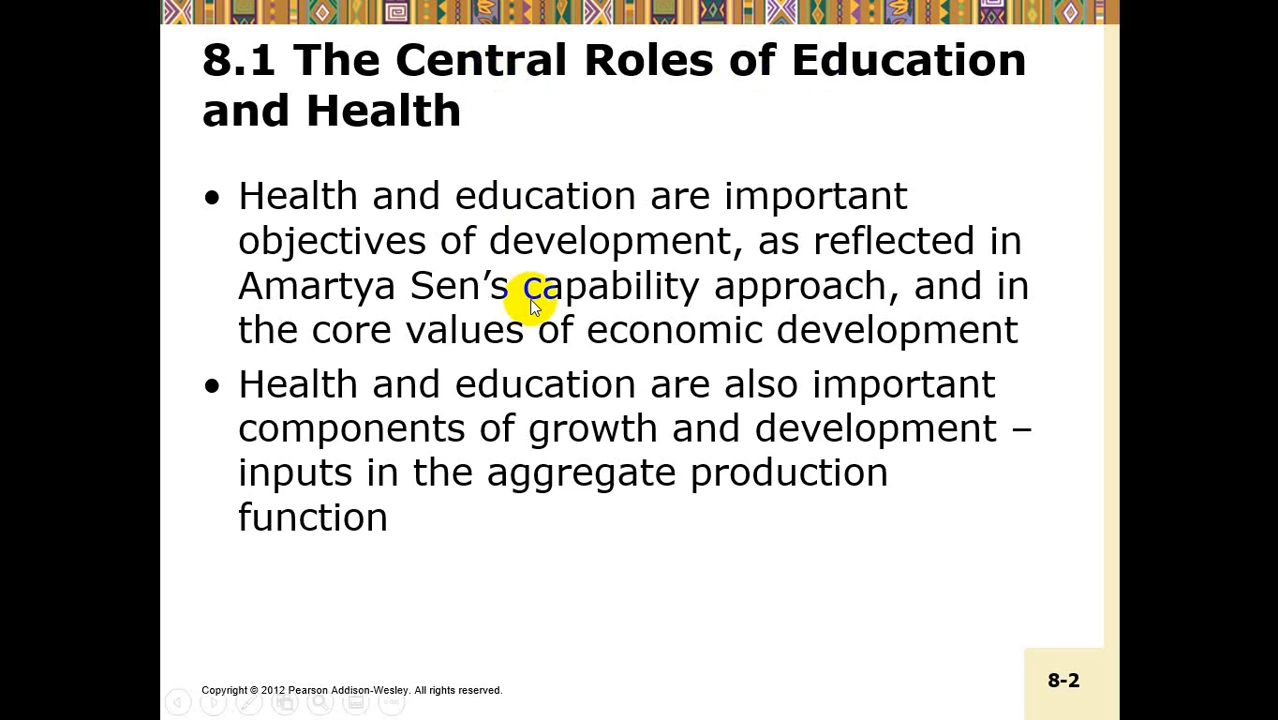 8.1 The Central Roles of Education
and Health
• Health and education are important
objectives of development, as reflected in
Amartya Sen’s capability approach, and in
the core values of economic development
• Health and education are also important
components of growth and development –
inputs in the aggregate production
function
Copyright © 2012 Pearson Addison-Wesley. All rights reserved.
8-2